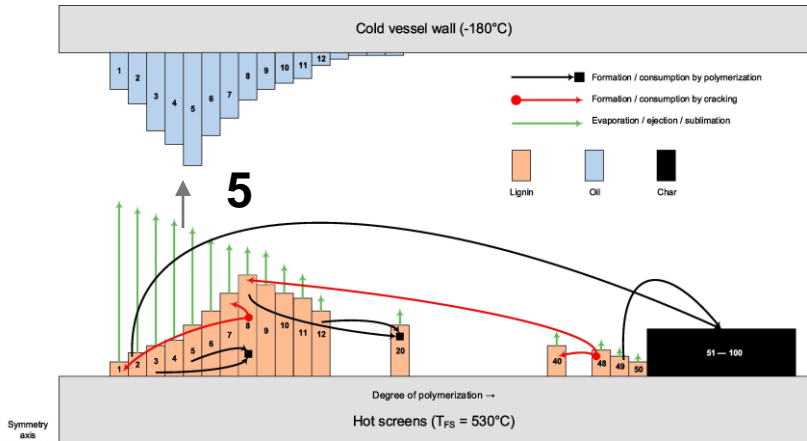 Cold vessel wall (-180°C)
1
2
3
4
5
6
7
8
9
10
11
12
Formation / consumption by polymerization
Formation / consumption by cracking
Evaporation / ejection / sublimation
Lignin
Oil
Char
5
1
2
3
4
5
6
7
8
9
10
11
12
20
40
48
49
50
51 — 100
Degree of polymerization →
Hot screens (TFS = 530°C)
Symmetry
axis